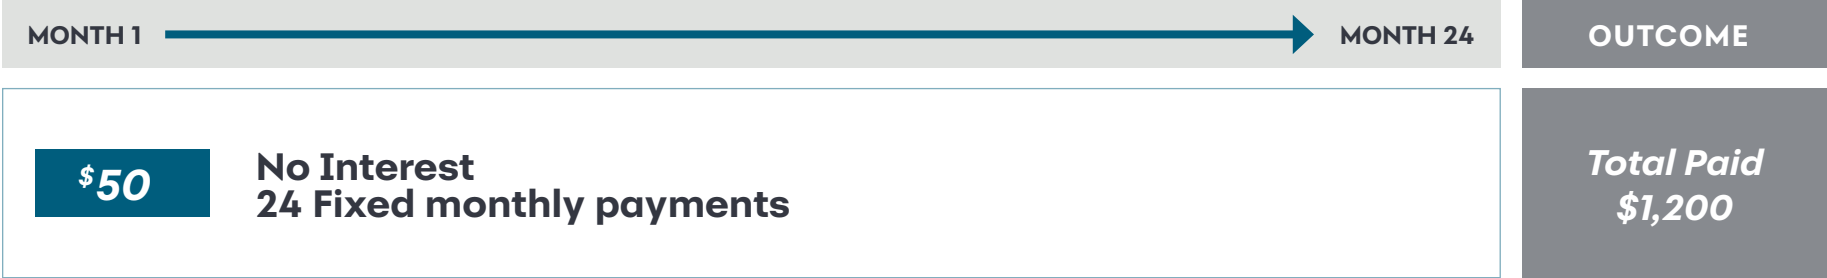 MONTH 1
MONTH 24
OUTCOME
$50
No Interest
24 Fixed monthly payments
Total Paid
$1,200